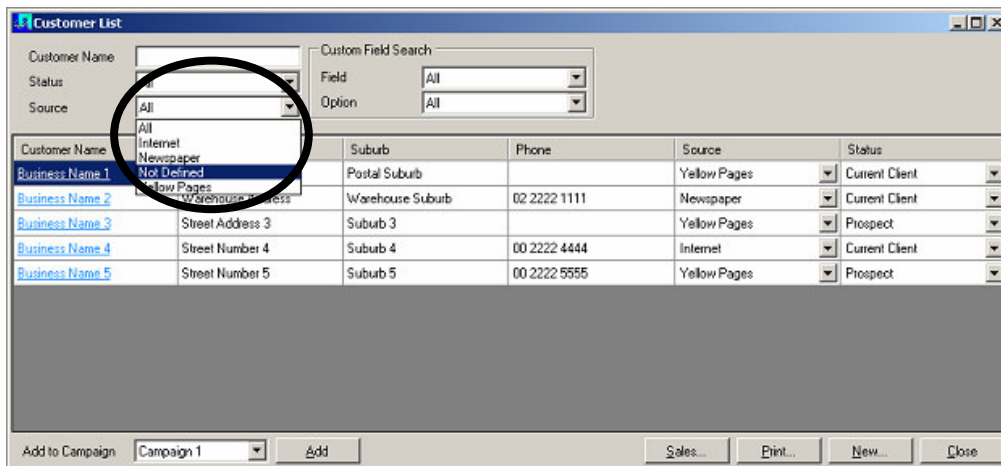 Customer List
Customer Name
Custom Field Search
Status
Field All
Source All
Option All
All
Internet
Newspaper
Not Defined
Yellow Pages
Customer Name Suburb Phone Source Status
Business Name 1 Postal Suburb Yellow Pages Current Client
Business Name 2 Warehouse Address Warehouse Suburb 02 2222 1111 Newspaper Current Client
Business Name 3 Street Address 3 Suburb 3 Yellow Pages Prospect
Business Name 4 Street Number 4 Suburb 4 00 2222 4444 Internet Current Client
Business Name 5 Street Number 5 Suburb 5 00 2222 5555 Yellow Pages Prospect
Add to Campaign Campaign 1 Add Sales... Print... New... Close